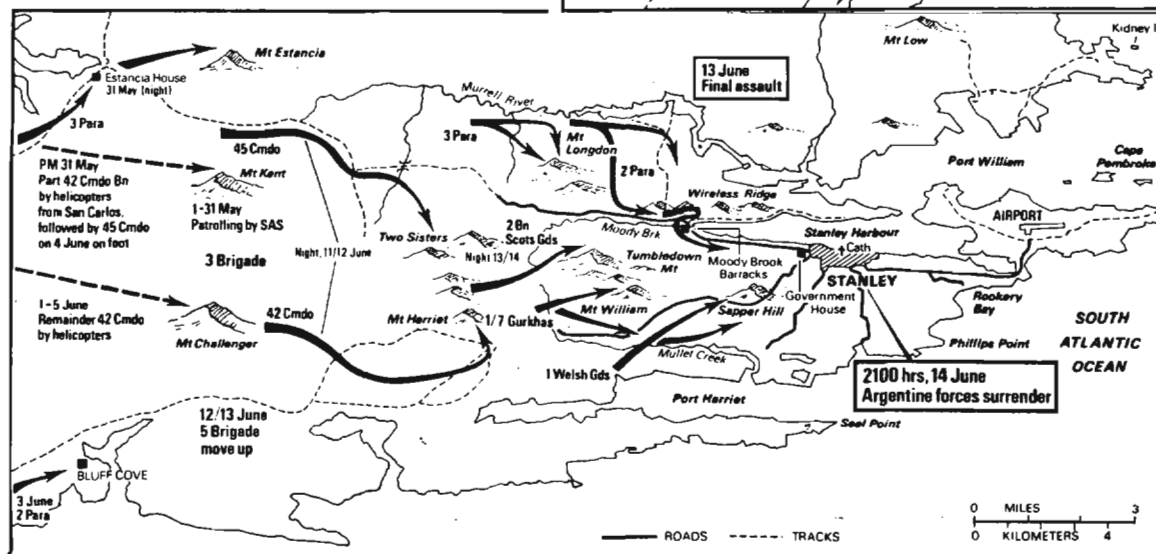 Kidney I
Mt Low
Mt Estancia
Estancia House
31 May (night)
13 June
Final assault
Murrell River
3 Para
3 Para
Mt
Longdon
2 Para
45 Cmdo
PM 31 May
Part 42 Cmdo Bn
by helicopters
from San Carlos,
followed by 45 Cmdo
on 4 June on foot
Mt Kent
1-31 May
Patrolling by SAS
Port William
Cape
Pembroke
Wireless Ridge
AIRPORT
Stanley Harbour
Cath
Two Sisters
2 Bn
Scots Gds
Night 13/14
Moody Brk
Tumbledown
Mt
Moody Brook
Barracks
Night, 11/12 June
3 Brigade
STANLEY
Government
House
Rookery
Bay
1-5 June
Remainder 42 Cmdo
by helicopters
Mt Challenger
42 Cmdo
Mt Harriet
1/7 Gurkhas
Mt William
Sapper Hill
SOUTH
ATLANTIC
OCEAN
Phillips Point
Mullet Creek
1 Welsh Gds
2100 hrs, 14 June
Argentine forces surrender
Port Harriet
Seel Point
12/13 June
5 Brigade
move up
BLUFF COVE
3 June
2 Para
0 MILES 3
0 KILOMETERS 4
ROADS TRACKS